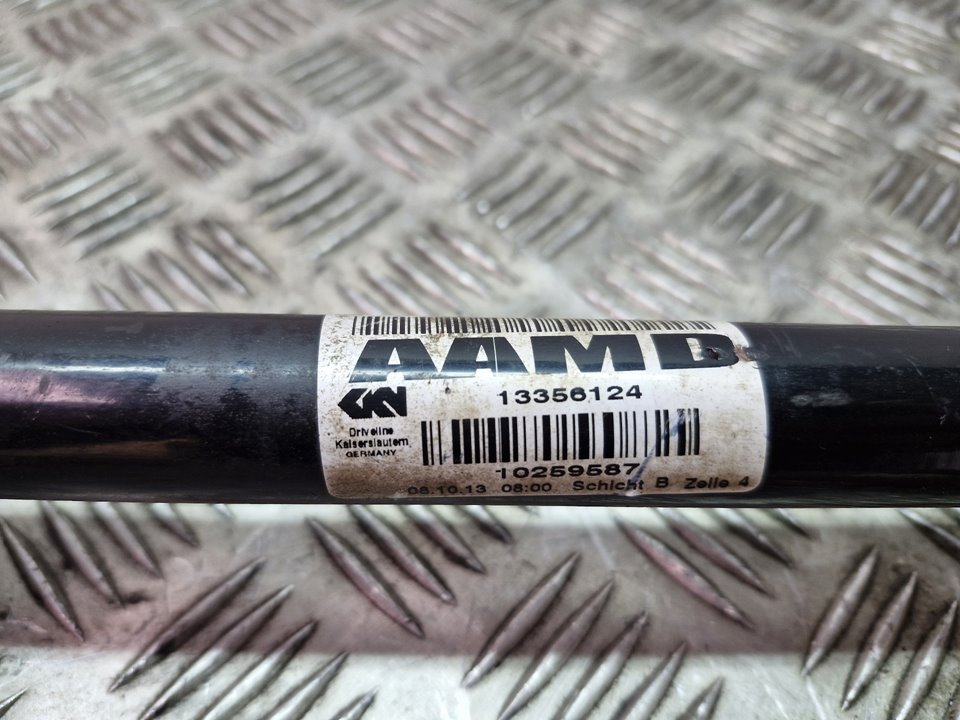 AAMD
13356124
GKN
Driveline
Kaiserslautern
GERMANY
10259587
08.10.13 08:00 Schicht B Zelle 4